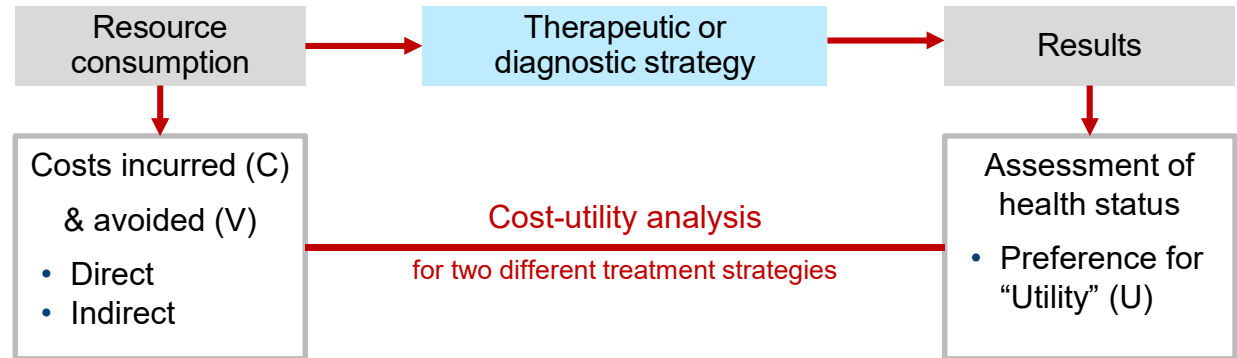 Resource
consumption
Therapeutic or
diagnostic strategy
Results
Costs incurred (C)
& avoided (V)
• Direct
• Indirect
Cost-utility analysis
for two different treatment strategies
Assessment of
health status
• Preference for
“Utility” (U)